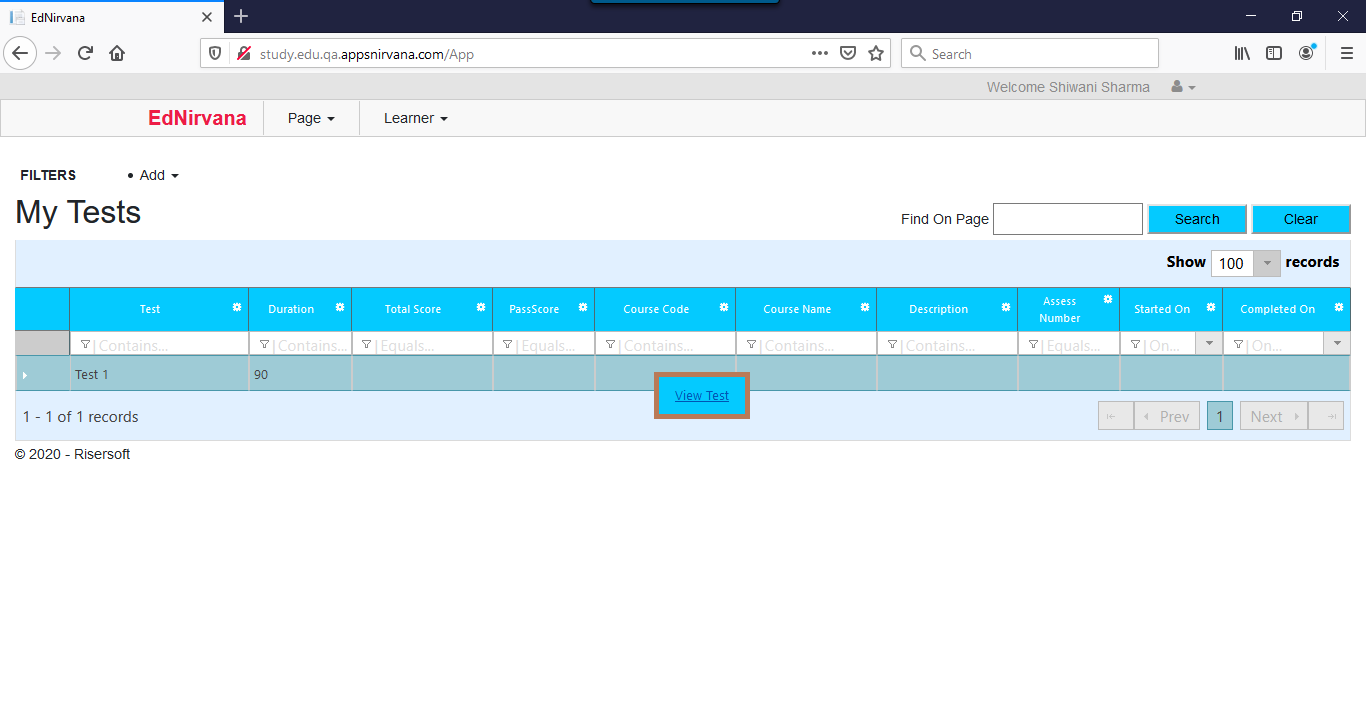 EdNirvana
study.edu.qa.appsnirvana.com/App
Search
Welcome Shiwani Sharma
EdNirvana Page Learner
FILTERS • Add
My Tests
Find On Page Search Clear
Show 100 records
Test Duration Total Score PassScore Course Code Course Name Description Assess Number Started On Completed On
Contains... Contains... Equals... Equals... Contains... Contains... Contains... Equals... On... On...
Test 1 90
View Test
1 - 1 of 1 records Prev 1 Next
© 2020 - Risersoft